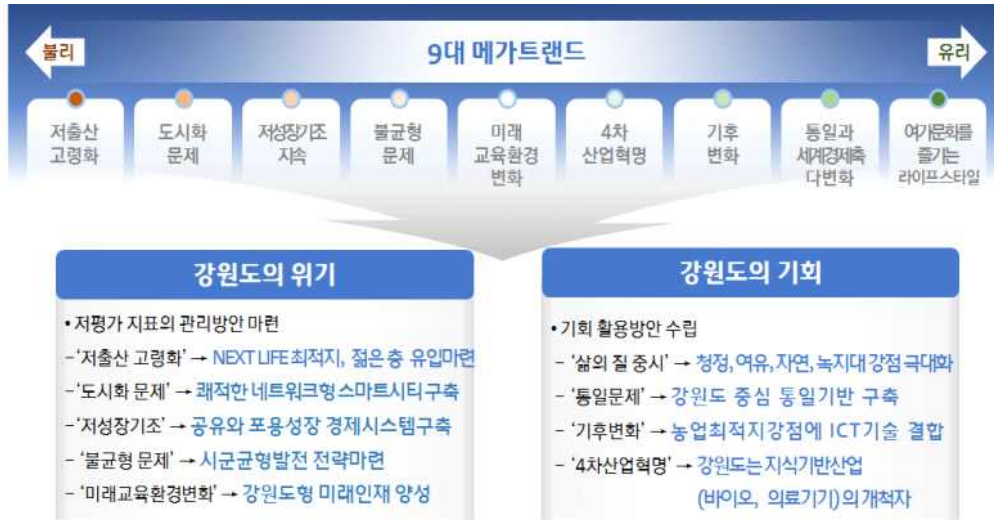 불리
9대 메가트랜드
유리
저출산
고령화
도시화
문제
저성장기조
지속
불균형
문제
미래
교육환경
변화
4차
산업혁명
기후
변화
통일과
세계경제축
다변화
여가문화를
즐기는
라이프스타일
강원도의 위기
• 저평가 지표의 관리방안 마련
–'저출산 고령화' → NEXT LIFE 최적지, 젊은 층 유입마련
–'도시화 문제' → 쾌적한 네트워크형 스마트시티 구축
–'저성장기조' → 공유와 포용성장 경제시스템구축
– '불균형 문제' → 시군균형발전 전략마련
–'미래교육환경변화' → 강원도형 미래인재 양성
강원도의 기회
• 기회 활용방안 수립
– '삶의 질 중시' → 청정, 여유, 자연, 녹지대 강점 극대화
– '통일문제' → 강원도 중심 통일기반 구축
– '기후변화' → 농업최적지강점에 ICT기술 결합
– '4차산업혁명' → 강원도는 지식기반산업
(바이오, 의료기기)의 개척자